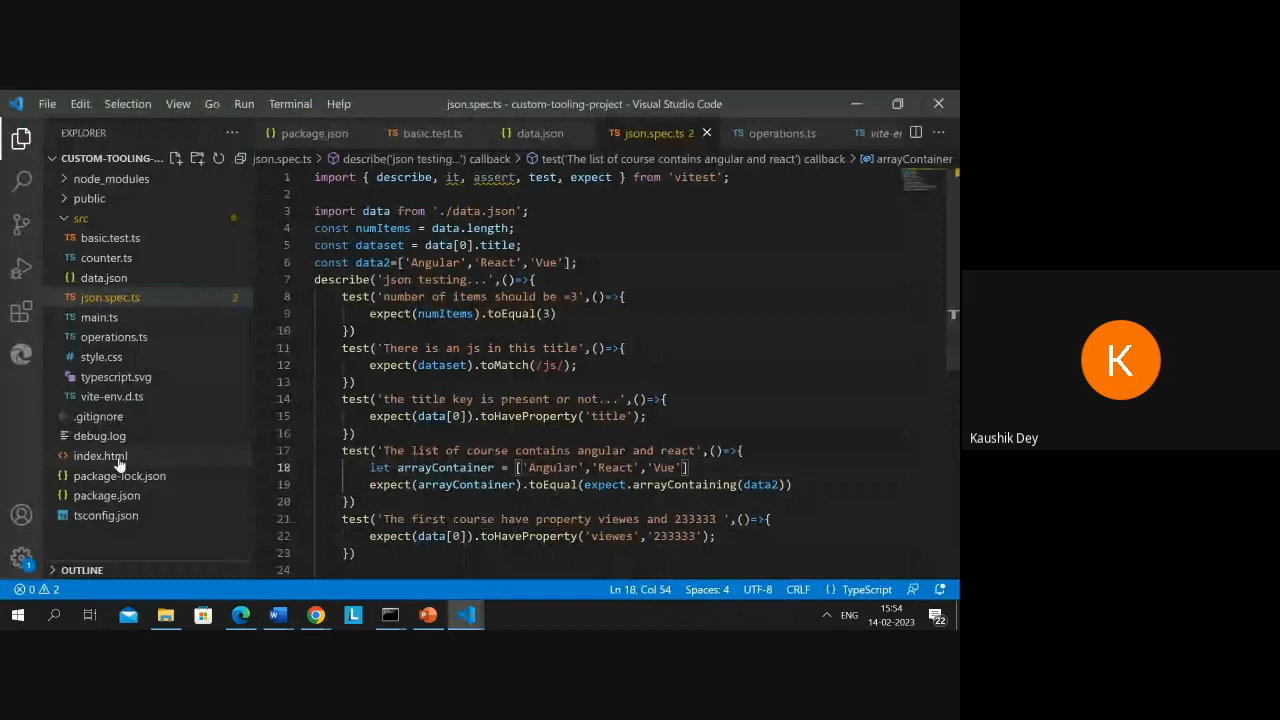 File Edit Selection View Go Run Terminal Help json.spec.ts - custom-tooling-project - Visual Studio Code
EXPLORER ... package.json basic.test.ts data.json json.spec.ts 2 operations.ts vite-en ...
CUSTOM-TOOLING-... json.spec.ts > describe('json testing...') callback > test('The list of course contains angular and react') callback > arrayContainer
node_modules
public
src
TS basic.test.ts
TS counter.ts
{} data.json
TS json.spec.ts 2
TS main.ts
TS operations.ts
# style.css
typescript.svg
TS vite-env.d.ts
.gitignore
debug.log
<> index.html
{} package-lock.json
{} package.json
tsconfig.json
OUTLINE
1 import { describe, it, assert, test, expect } from 'vitest';
2
3 import data from './data.json';
4 const numItems = data.length;
5 const dataset = data[0].title;
6 const data2=['Angular','React','Vue'];
7 describe('json testing...',()=>{
8 test('number of items should be =3',()=>{
9 expect(numItems).toEqual(3)
10 })
11 test('There is an js in this title',()=>{
12 expect(dataset).toMatch(/js/);
13 })
14 test('the title key is present or not...',()=>{
15 expect(data[0]).toHaveProperty('title');
16 })
17 test('The list of course contains angular and react',()=>{
18 let arrayContainer = ['Angular','React','Vue']
19 expect(arrayContainer).toEqual(expect.arrayContaining(data2))
20 })
21 test('The first course have property viewes and 233333 ',()=>{
22 expect(data[0]).toHaveProperty('viewes','233333');
23 })
24
0 2 Ln 18, Col 54 Spaces: 4 UTF-8 CRLF {} TypeScript
1
L W P ENG 15:54
14-02-2023 22
K
Kaushik Dey